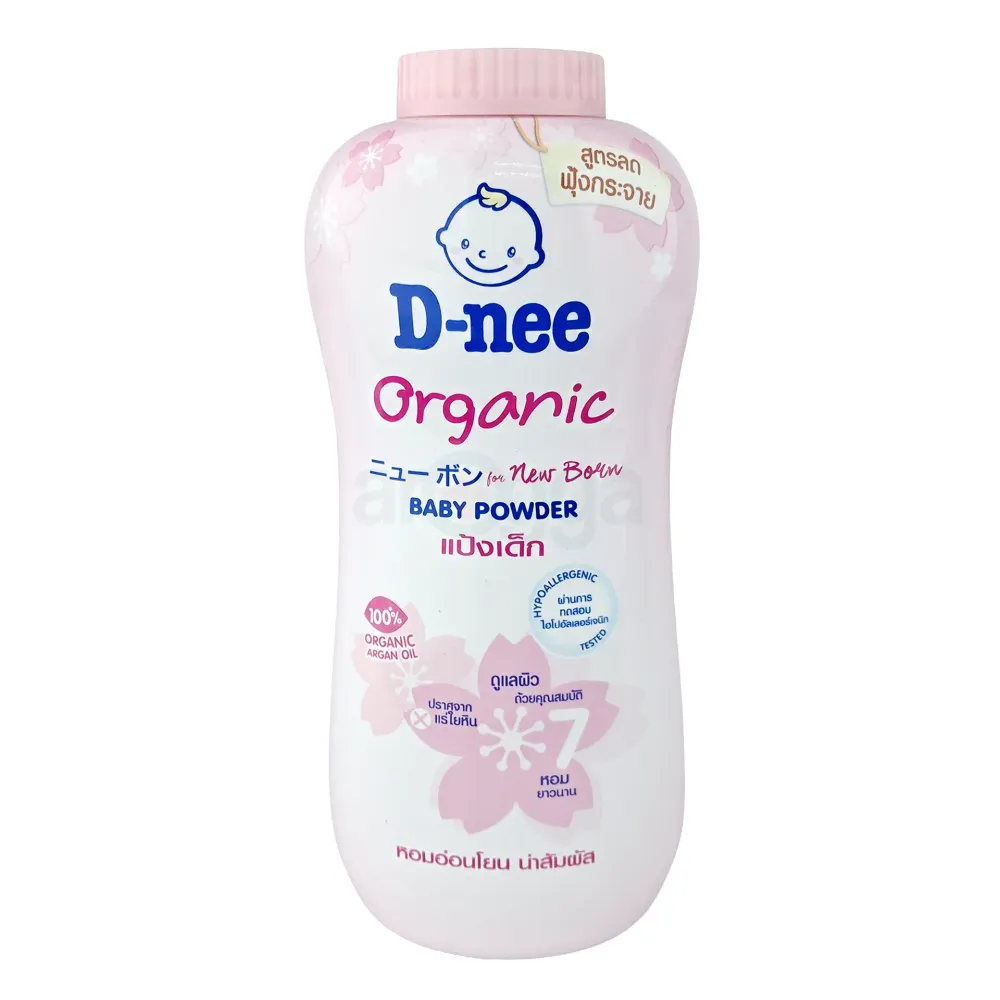 สูตรลด
ฟุ้งกระจาย
D-nee
Organic
ニュー ボン for New Born
BABY POWDER
แป้งเด็ก
HYPOALLERGENIC
ผ่านการ
ทดสอบ
ไฮโปอัลเลอร์เจนิก
TESTED
100%
ORGANIC
ARGAN OIL
ดูแลผิว
ด้วยคุณสมบัติ
7
ปราศจาก
แร่ใยหิน
หอม
ยาวนาน
หอมอ่อนโยน น่าสัมผัส